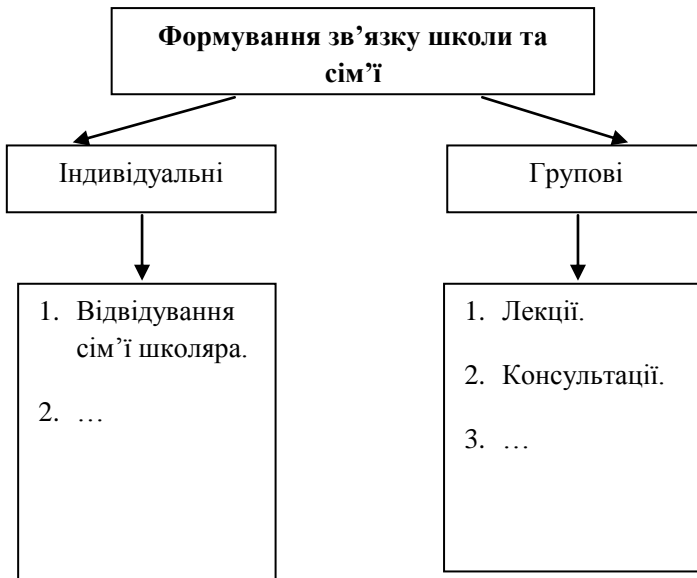 Формування зв’язку школи та
сім’ї
Індивідуальні
Групові
1. Відвідування
сім’ї школяра.
2. …
1. Лекції.
2. Консультації.
3. …